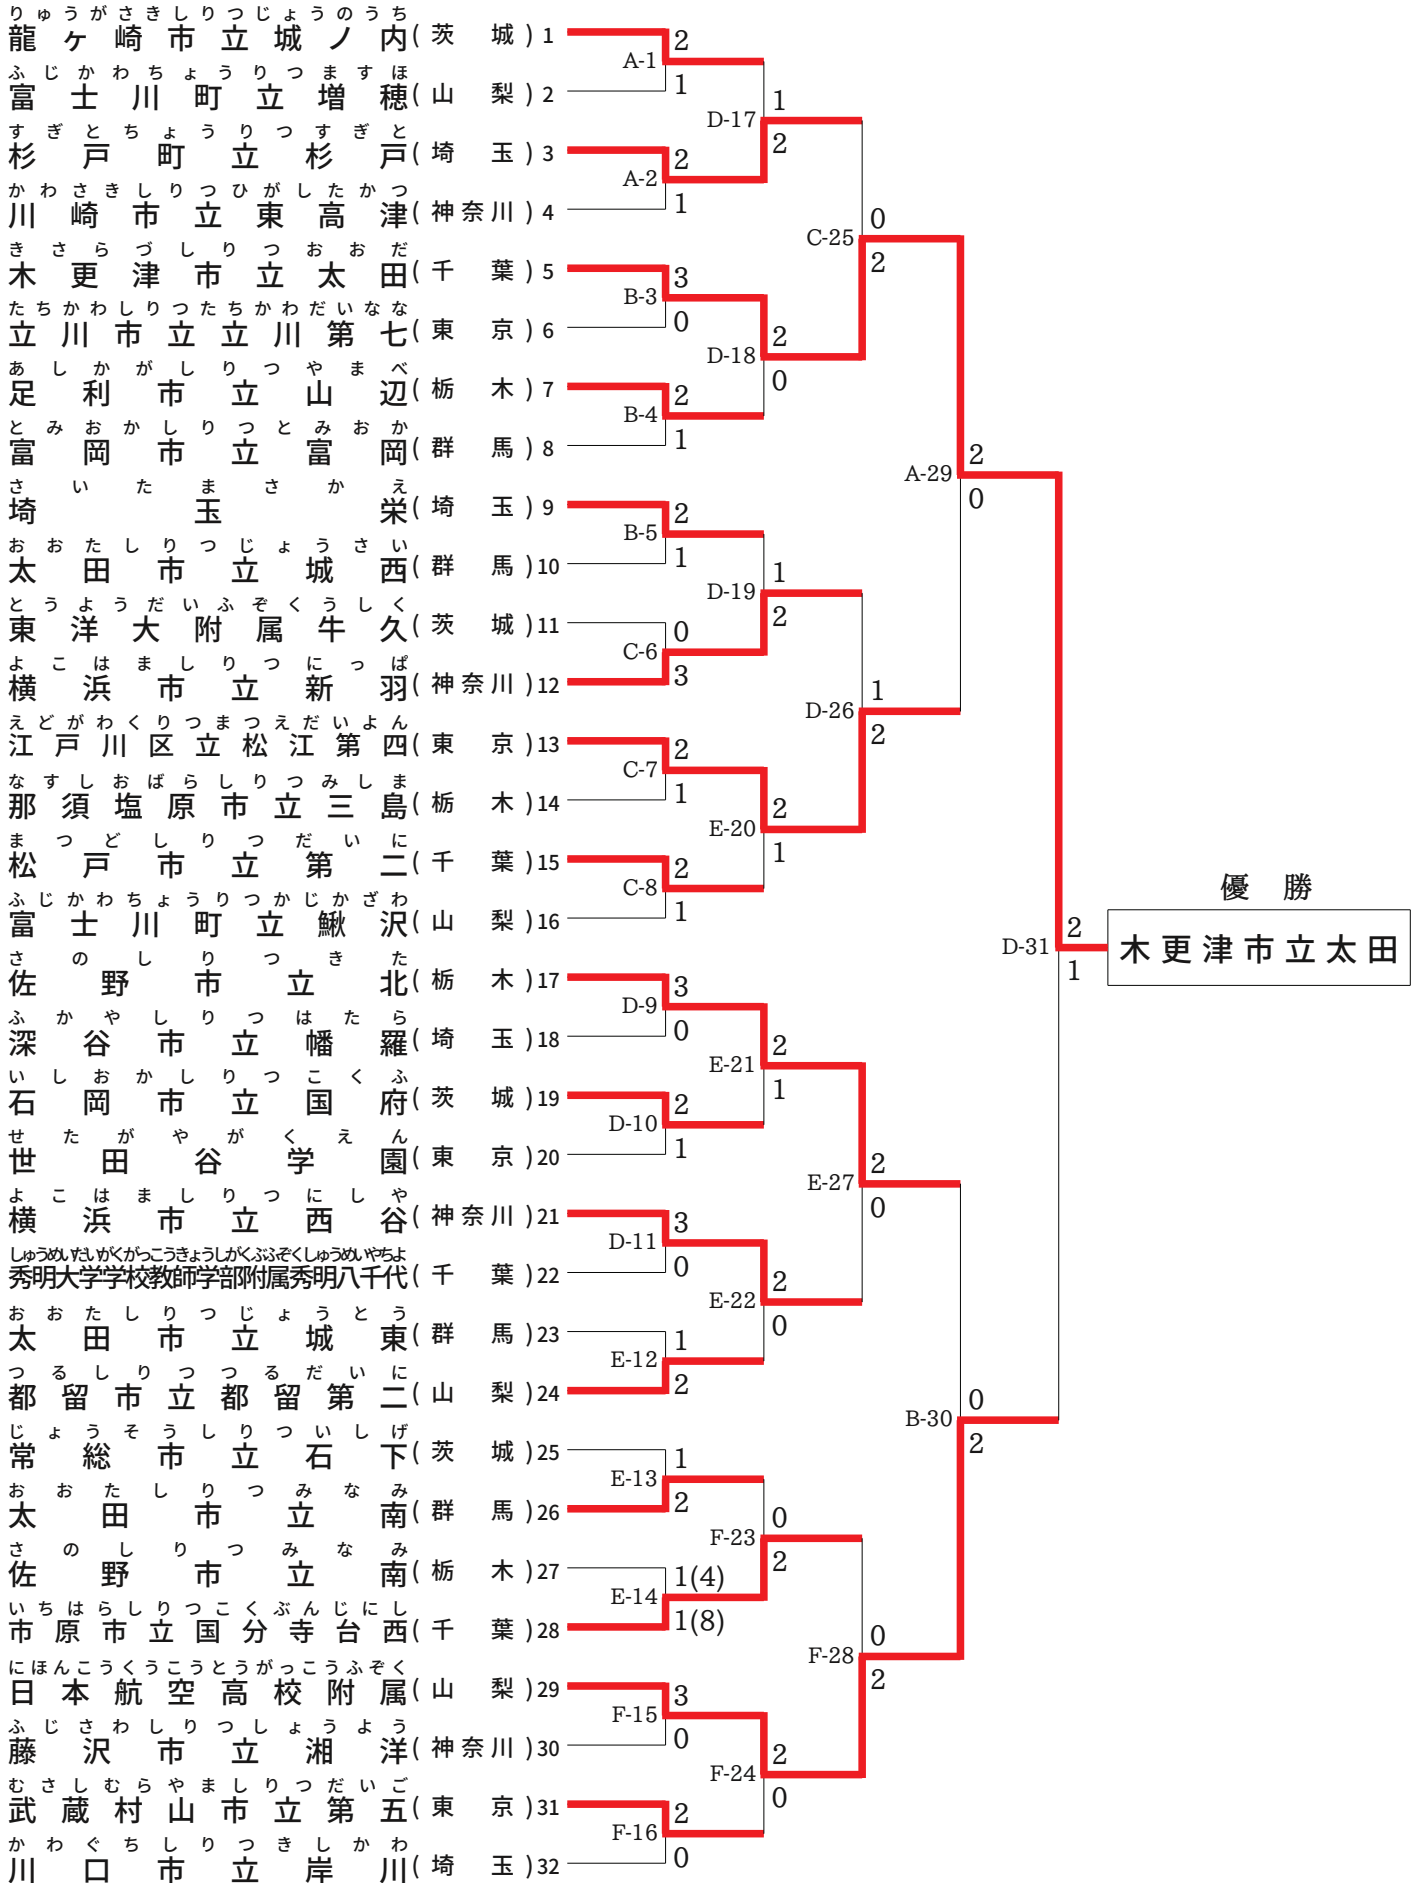 りゅうがさきしりつじょうのうち
龍ヶ崎市立城ノ内(茨城)1
ふじかわちょうりつますほ
富士川町立増穂(山梨)2
すぎとちょうりつすぎと
杉戸町立杉戸(埼玉)3
かわさきしりつひがしたかつ
川崎市立東高津(神奈川)4
きさらづしりつおおだ
木更津市立太田(千葉)5
たちかわしりつたちかわだいなな
立川市立立川第七(東京)6
あしかがしりつやまべ
足利市立山辺(栃木)7
とみおかしりつとみおか
富岡市立富岡(群馬)8
さいたまさかえ
埼玉栄(埼玉)9
おおたしりつじょうさい
太田市立城西(群馬)10
とうようだいふぞくうしく
東洋大附属牛久(茨城)11
よこはましりつにっぱ
横浜市立新羽(神奈川)12
えどがわくりつまつえだいよん
江戸川区立松江第四(東京)13
なすしおばらしりつみしま
那須塩原市立三島(栃木)14
まつどしりつだいに
松戸市立第二(千葉)15
ふじかわちょうりつかじかざわ
富士川町立鰍沢(山梨)16
さのしりつきた
佐野市立北(栃木)17
ふかやしりつはたら
深谷市立幡羅(埼玉)18
いしおかしりつこくふ
石岡市立国府(茨城)19
せたがやがくえん
世田谷学園(東京)20
よこはましりつにしや
横浜市立西谷(神奈川)21
しゅうめいだいがくがっこうきょうしがくぶふぞくしゅうめいやちよ
秀明大学学校教師学部附属秀明八千代(千葉)22
おおたしりつじょうとう
太田市立城東(群馬)23
つるしりつつるだいに
都留市立都留第二(山梨)24
じょうそうしりついしげ
常総市立石下(茨城)25
おおたしりつみなみ
太田市立南(群馬)26
さのしりつみなみ
佐野市立南(栃木)27
いちはらしりつこくぶんじにし
市原市立国分寺台西(千葉)28
にほんこうくうこうとうがっこうふぞく
日本航空高校附属(山梨)29
ふじさわしりつしょうよう
藤沢市立湘洋(神奈川)30
むさしむらやましりつだいご
武蔵村山市立第五(東京)31
かわぐちしりつきしかわ
川口市立岸川(埼玉)32
A-1 2 1
A-2 2 1
B-3 3 0
B-4 2 1
B-5 2 1
C-6 0 3
C-7 2 1
C-8 2 1
D-9 3 0
D-10 2 1
D-11 3 0
E-12 1 2
E-13 1 2
E-14 1(4) 1(8)
F-15 3 0
F-16 2 0
D-17 1 2
D-18 2 0
D-19 1 2
E-20 2 1
E-21 2 1
E-22 2 0
F-23 0 2
F-24 2 0
C-25 0 2
D-26 1 2
E-27 2 0
F-28 0 2
A-29 2 0
B-30 0 2
D-31 2 1
優勝
木更津市立太田